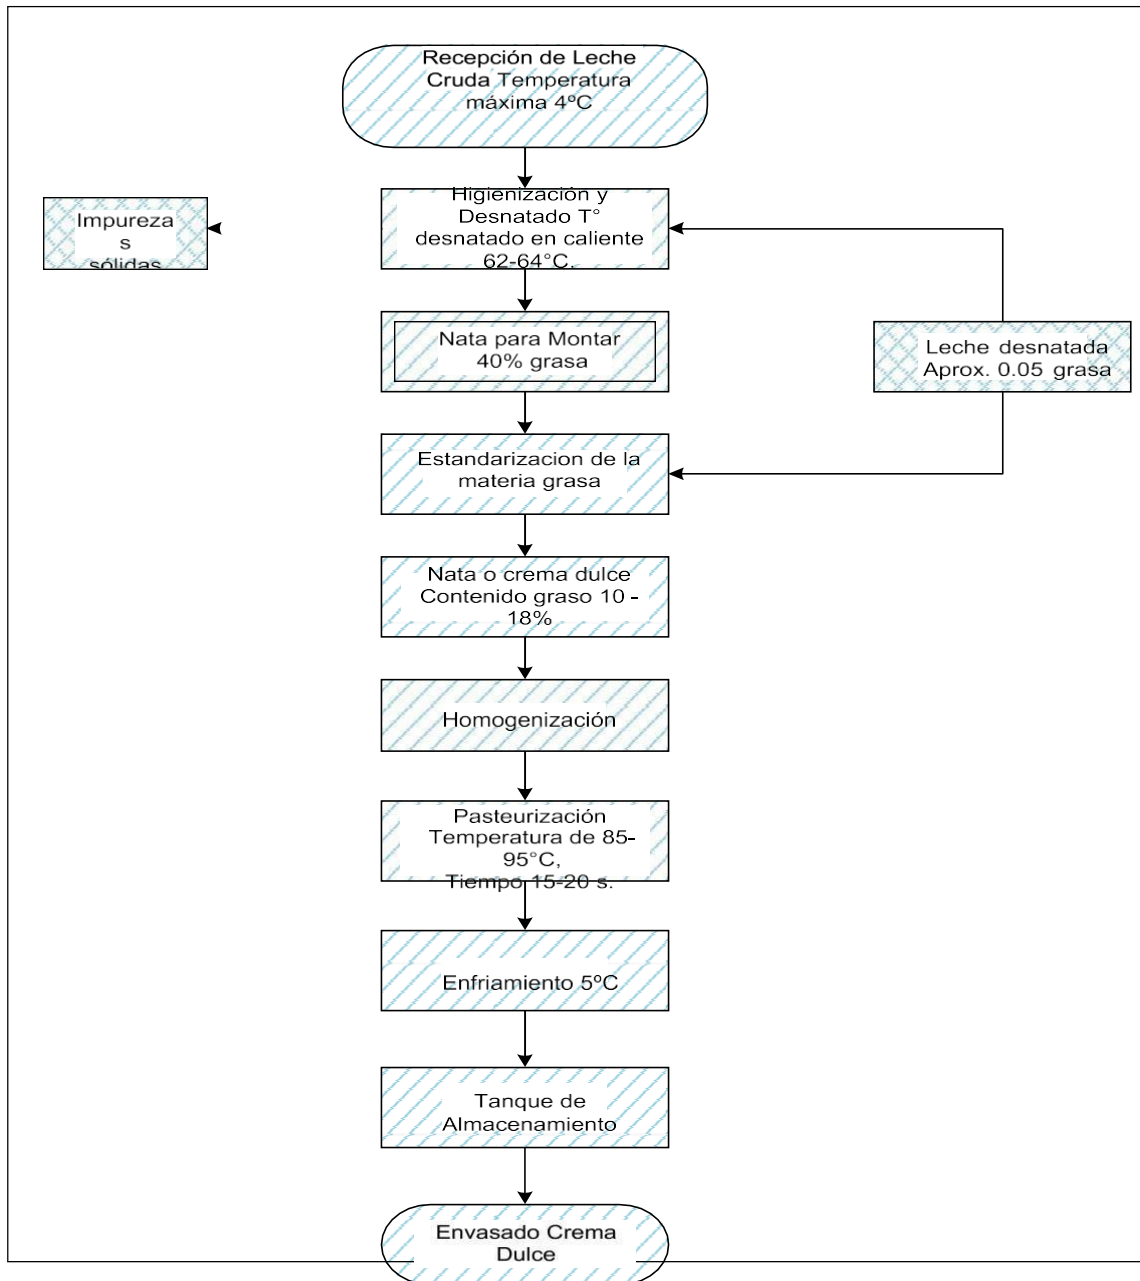 Recepción de Leche
Cruda Temperatura
máxima 4ºC
Higienización y
Desnatado T°
desnatado en caliente
62-64°C.
Impureza
s
sólidas
Nata para Montar
40% grasa
Leche desnatada
Aprox. 0.05 grasa
Estandarizacion de la
materia grasa
Nata o crema dulce
Contenido graso 10 -
18%
Homogenización
Pasteurización
Temperatura de 85-
95°C,
Tiempo 15-20 s.
Enfriamiento 5ºC
Tanque de
Almacenamiento
Envasado Crema
Dulce